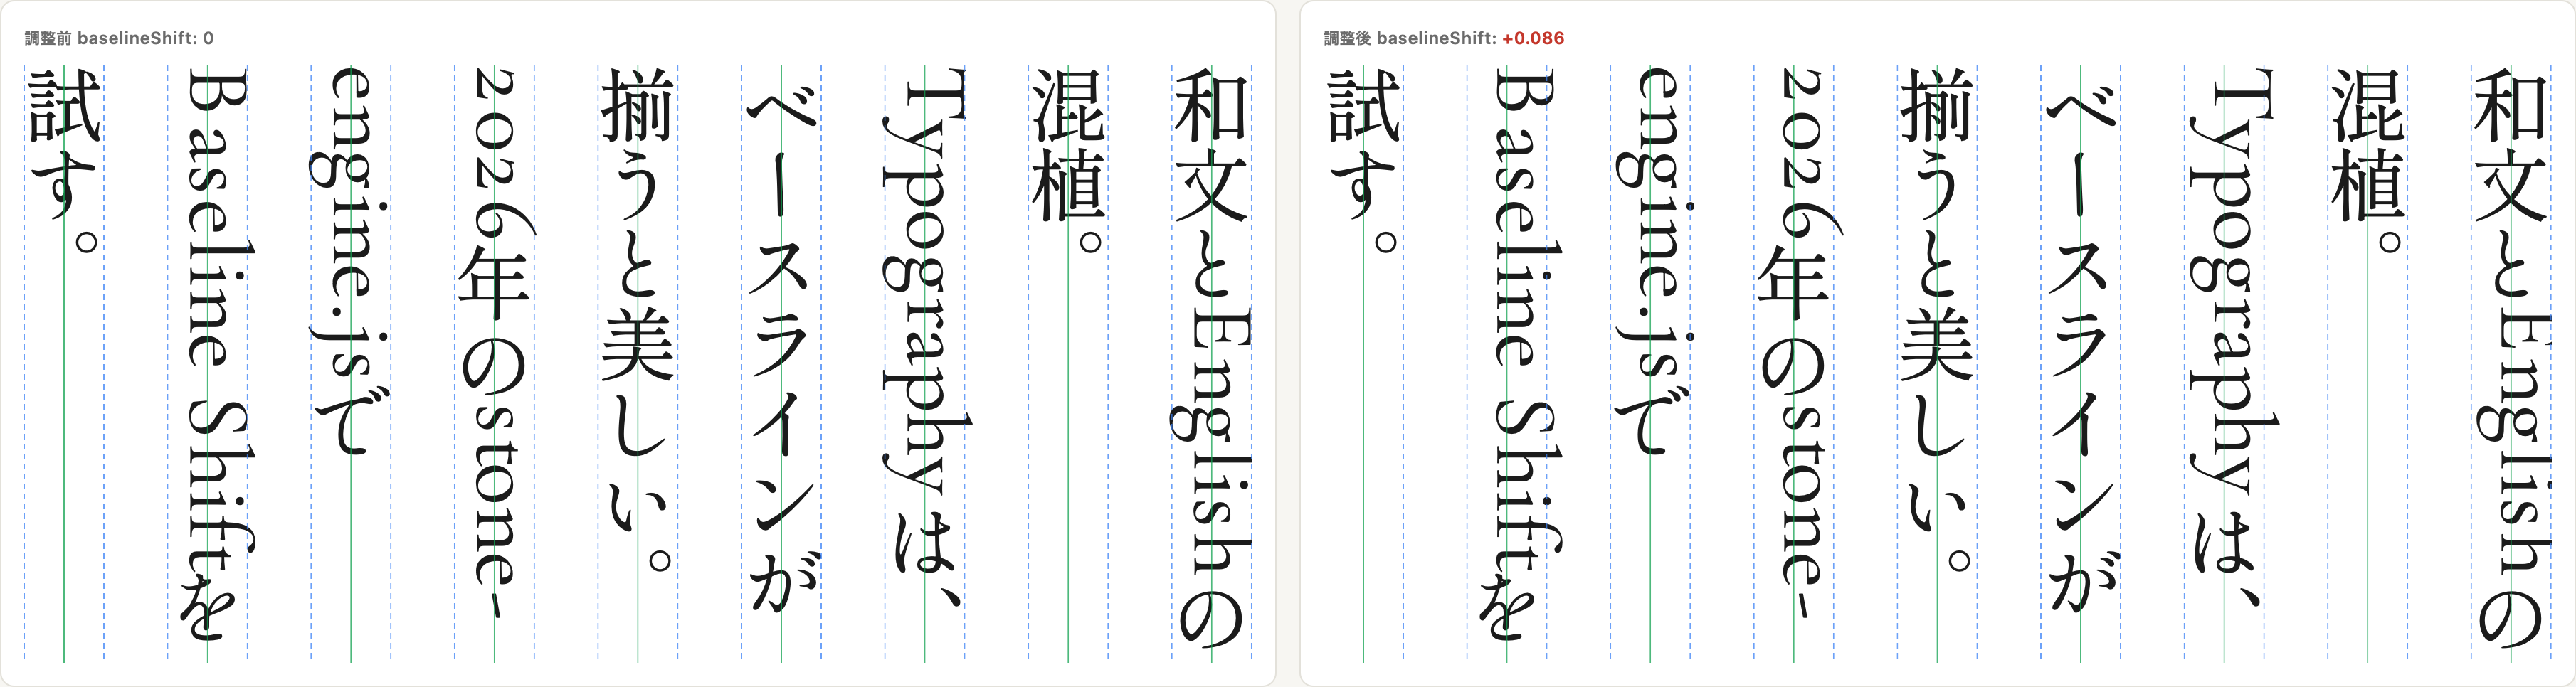 調整前 baselineShift: 0
和文とEnglishの
混植。
Typographyは、
ベースラインが
揃うと美しい。
2026年のstone-
engine.jsで
Baseline Shiftを
試す。
調整後 baselineShift: +0.086
和文とEnglishの
混植。
Typographyは、
ベースラインが
揃うと美しい。
2026年のstone-
engine.jsで
Baseline Shiftを
試す。